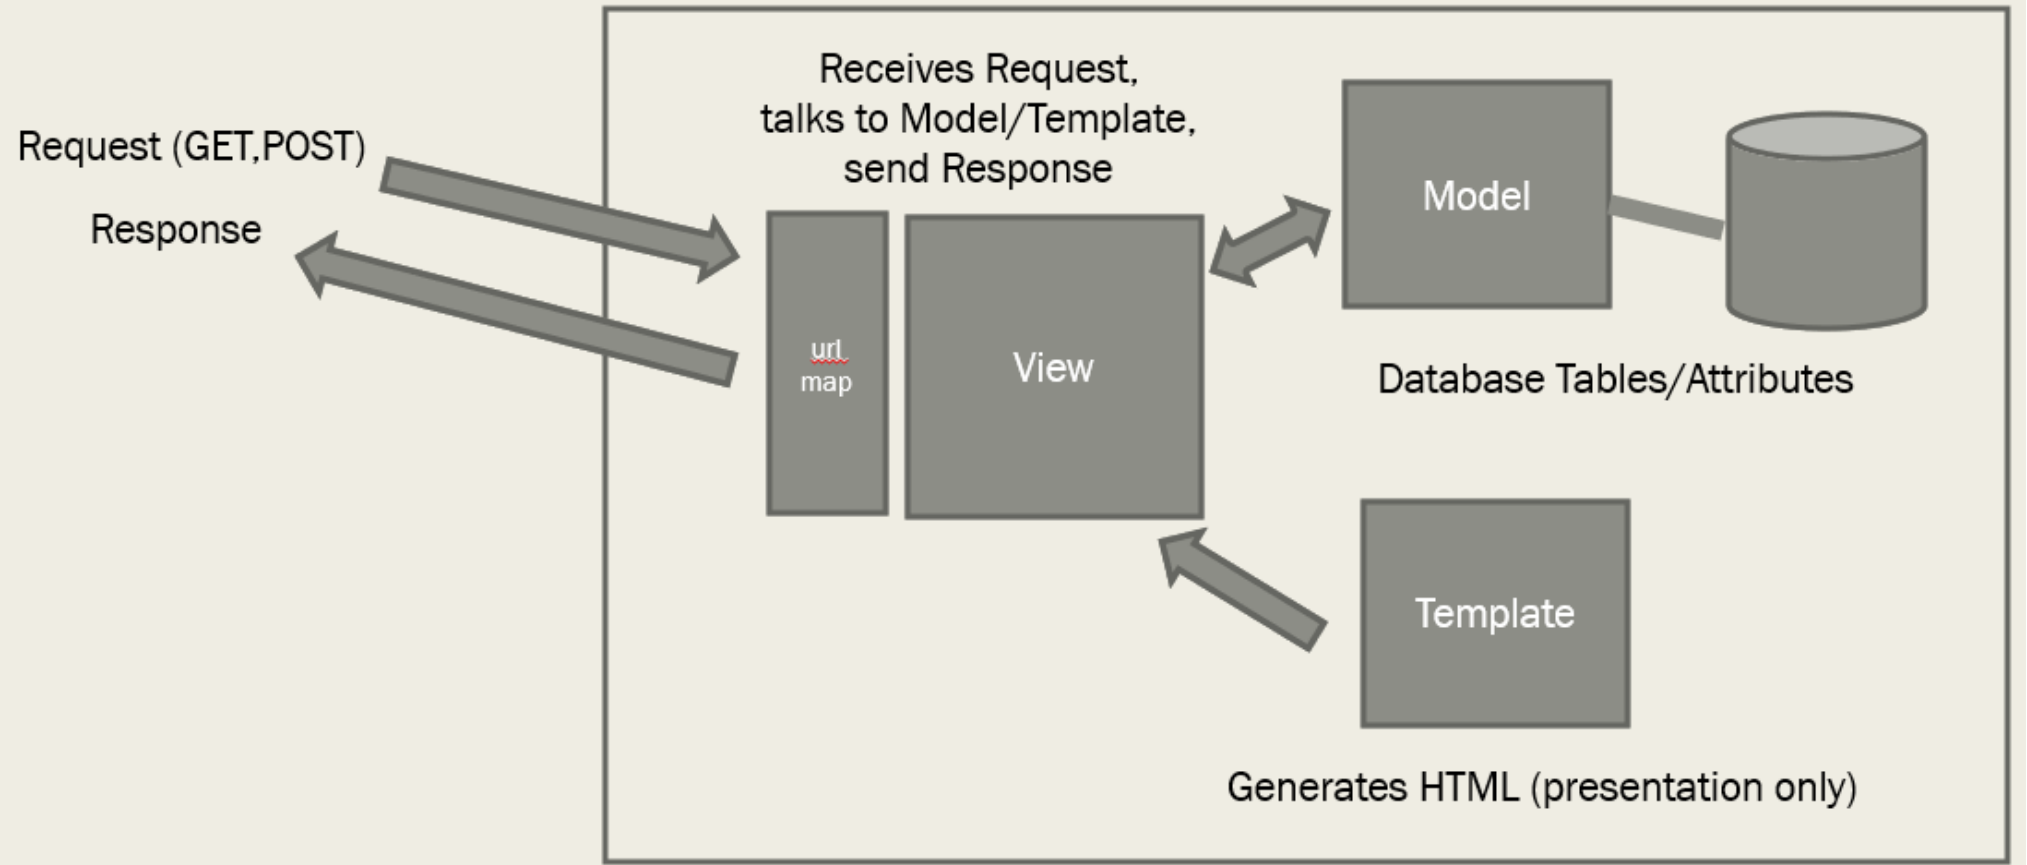 Receives Request,
talks to Model/Template,
send Response
Request (GET,POST)
Response
url
map
View
Model
Database Tables/Attributes
Template
Generates HTML (presentation only)